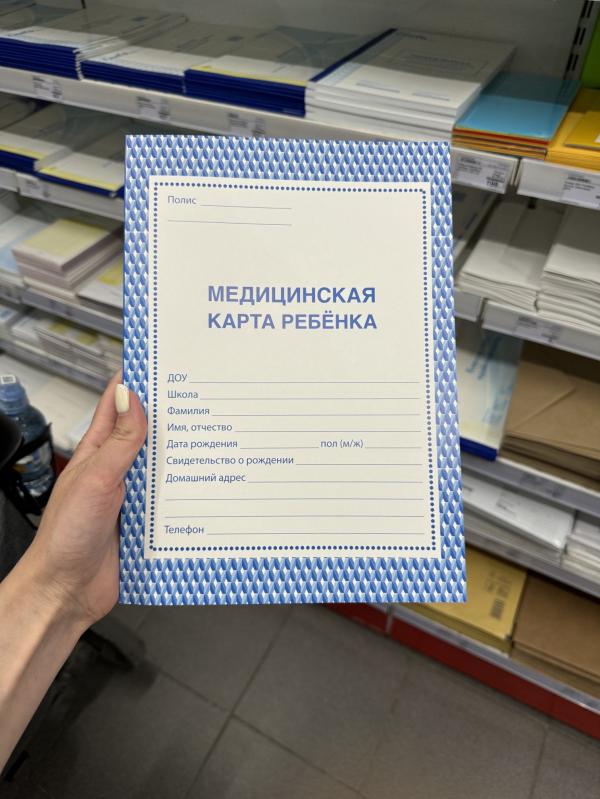 Полис
МЕДИЦИНСКАЯ
КАРТА РЕБЁНКА
ДОУ
Школа
Фамилия
Имя, отчество
Дата рождения пол (м/ж)
Свидетельство о рождении
Домашний адрес
Телефон